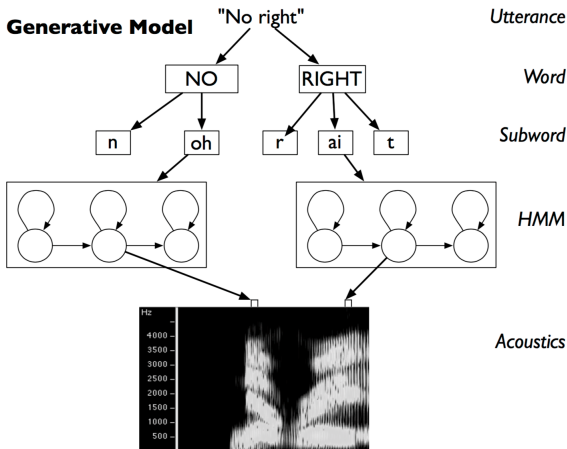 "No right"
Utterance
Generative Model
NO
RIGHT
Word
n
oh
r
ai
t
Subword
HMM
Hz
4000
3500
3000
2500
2000
1500
1000
500
Acoustics